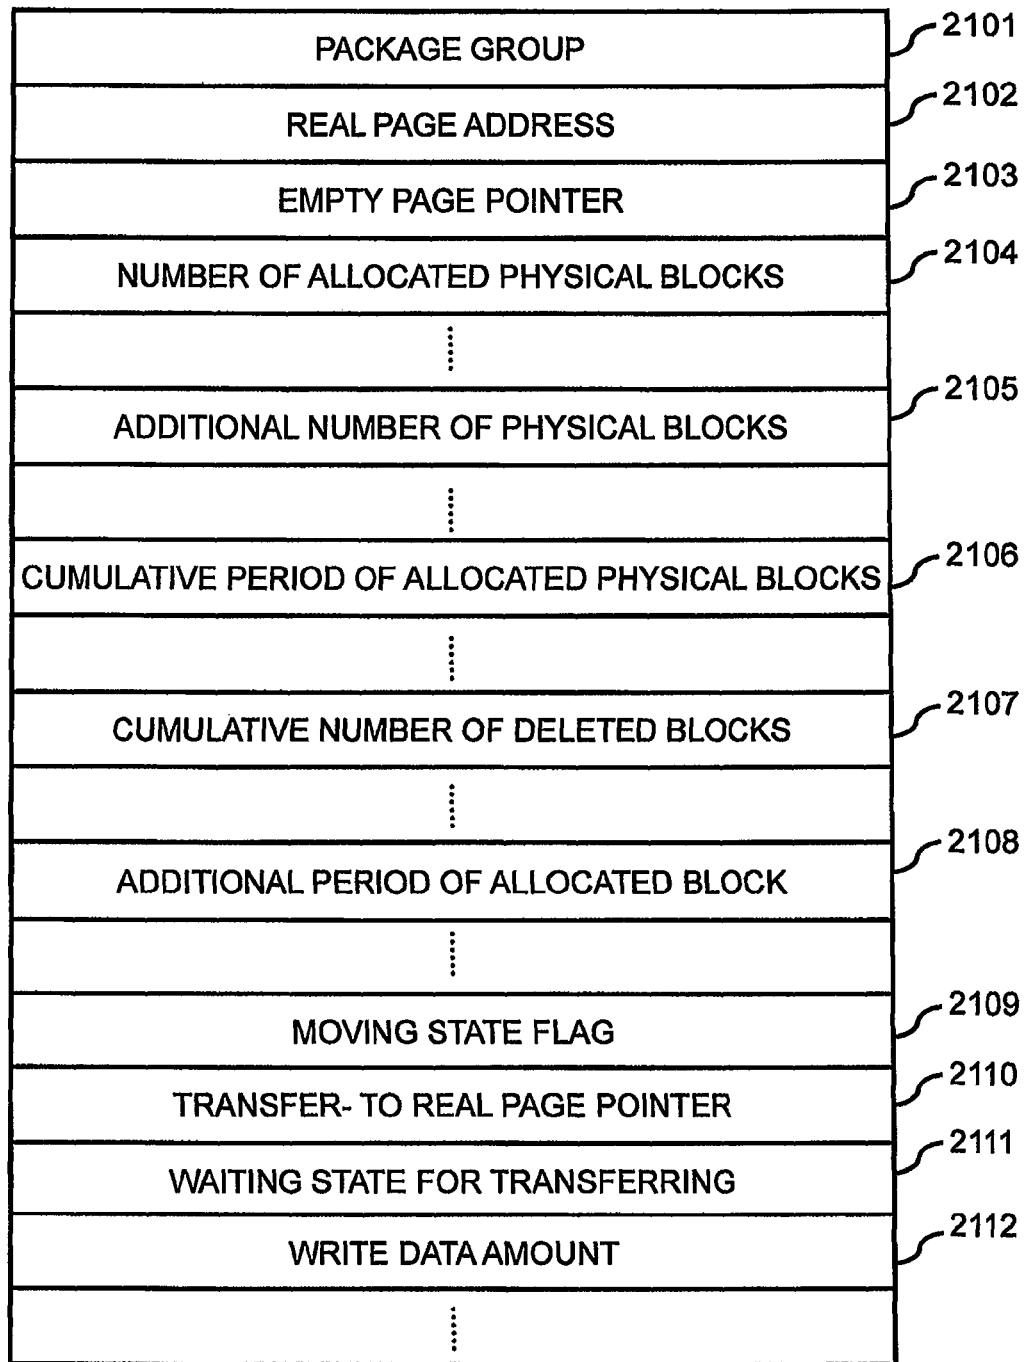 PACKAGE GROUP 2101
REAL PAGE ADDRESS 2102
EMPTY PAGE POINTER 2103
NUMBER OF ALLOCATED PHYSICAL BLOCKS 2104
ADDITIONAL NUMBER OF PHYSICAL BLOCKS 2105
CUMULATIVE PERIOD OF ALLOCATED PHYSICAL BLOCKS 2106
CUMULATIVE NUMBER OF DELETED BLOCKS 2107
ADDITIONAL PERIOD OF ALLOCATED BLOCK 2108
MOVING STATE FLAG 2109
TRANSFER- TO REAL PAGE POINTER 2110
WAITING STATE FOR TRANSFERRING 2111
WRITE DATA AMOUNT 2112